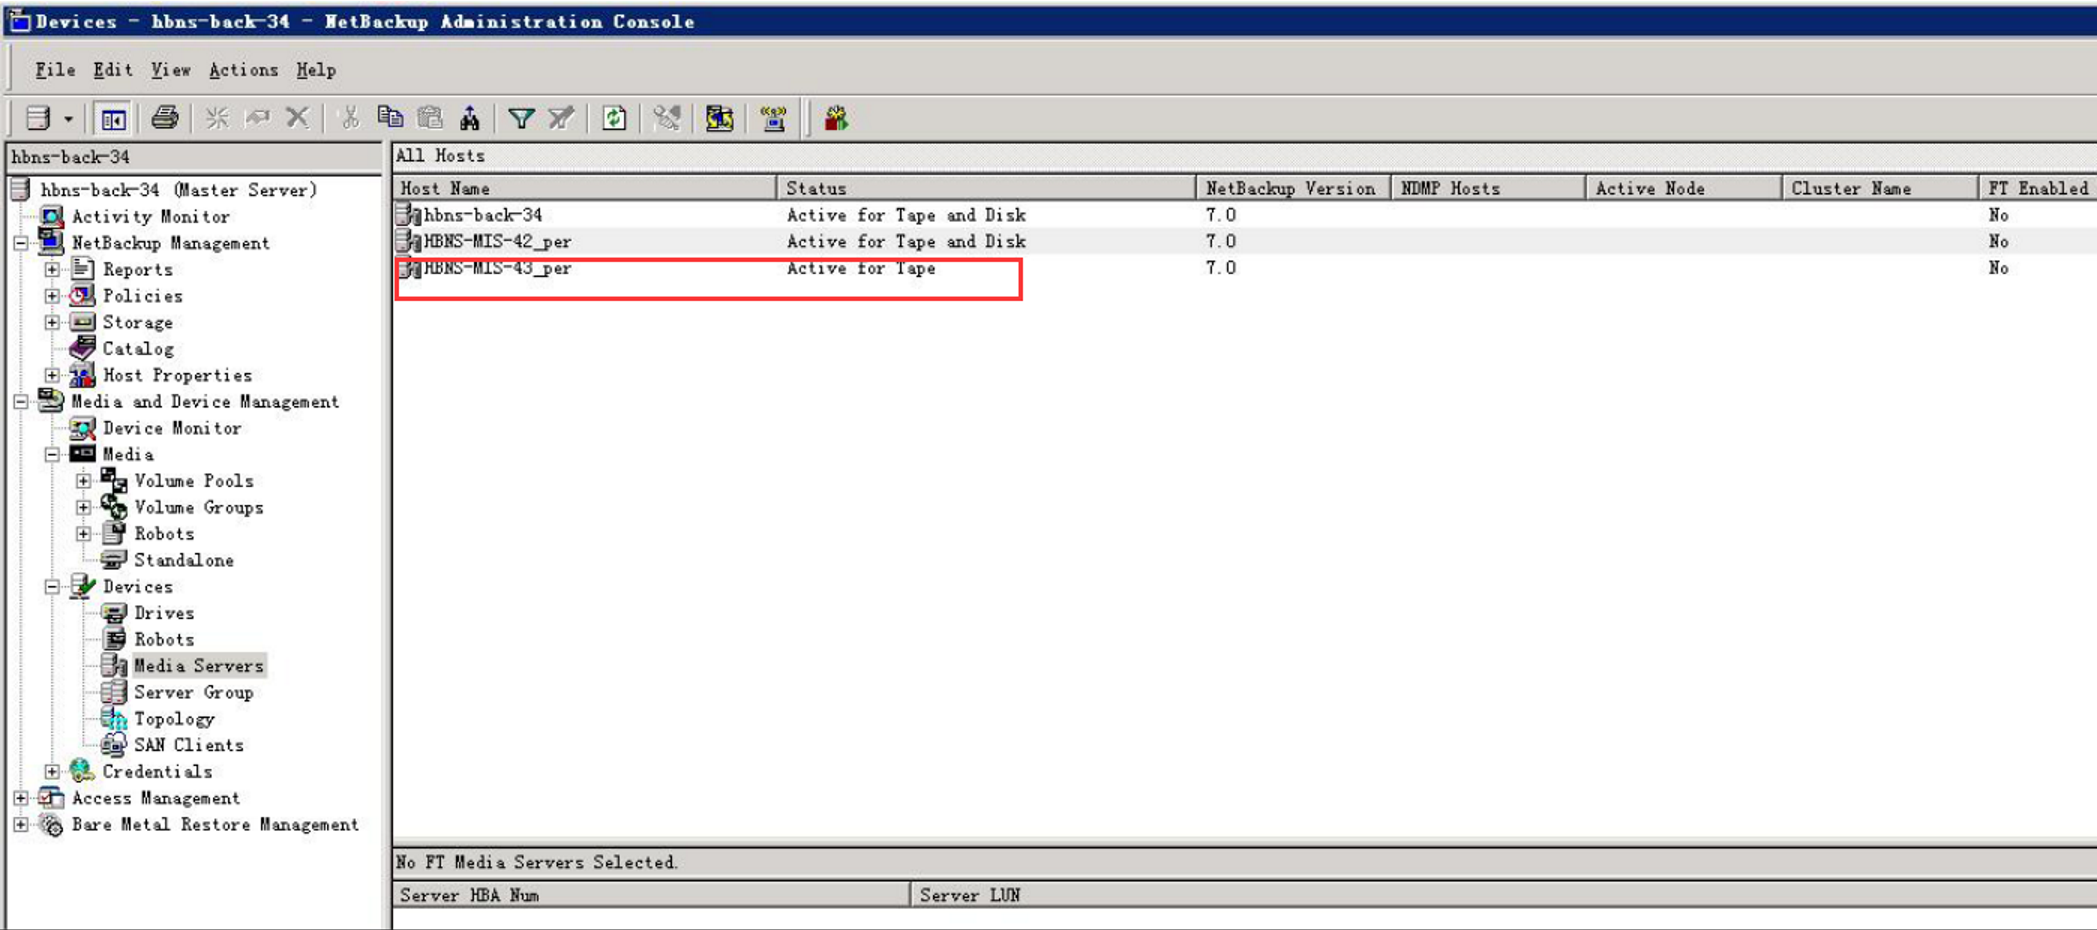 Devices - hbns-back-34 - NetBackup Administration Console
File Edit View Actions Help
hbns-back-34
All Hosts
hbns-back-34 (Master Server)
Activity Monitor
NetBackup Management
Reports
Policies
Storage
Catalog
Host Properties
Media and Device Management
Device Monitor
Media
Volume Pools
Volume Groups
Robots
Standalone
Devices
Drives
Robots
Media Servers
Server Group
Topology
SAN Clients
Credentials
Access Management
Bare Metal Restore Management
Host Name Status NetBackup Version NDMP Hosts Active Node Cluster Name FT Enabled
hbns-back-34 Active for Tape and Disk 7.0 No
HBNS-MIS-42_per Active for Tape and Disk 7.0 No
HBNS-MIS-43_per Active for Tape 7.0 No
No FT Media Servers Selected.
Server HBA Num Server LUN